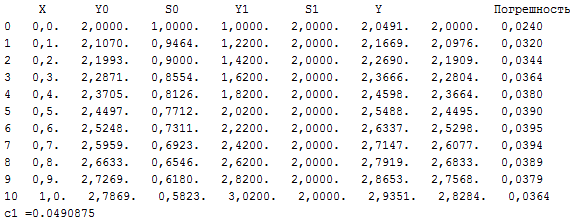 X Y0 S0 Y1 S1 Y Погрешность
0 0,0. 2,0000. 1,0000. 1,0000. 2,0000. 2,0491. 2,0000. 0,0240
1 0,1. 2,1070. 0,9464. 1,2200. 2,0000. 2,1669. 2,0976. 0,0320
2 0,2. 2,1993. 0,9000. 1,4200. 2,0000. 2,2690. 2,1909. 0,0344
3 0,3. 2,2871. 0,8554. 1,6200. 2,0000. 2,3666. 2,2804. 0,0364
4 0,4. 2,3705. 0,8126. 1,8200. 2,0000. 2,4598. 2,3664. 0,0380
5 0,5. 2,4497. 0,7712. 2,0200. 2,0000. 2,5488. 2,4495. 0,0390
6 0,6. 2,5248. 0,7311. 2,2200. 2,0000. 2,6337. 2,5298. 0,0395
7 0,7. 2,5959. 0,6923. 2,4200. 2,0000. 2,7147. 2,6077. 0,0394
8 0,8. 2,6633. 0,6546. 2,6200. 2,0000. 2,7919. 2,6833. 0,0389
9 0,9. 2,7269. 0,6180. 2,8200. 2,0000. 2,8653. 2,7568. 0,0379
10 1,0. 2,7869. 0,5823. 3,0200. 2,0000. 2,9351. 2,8284. 0,0364
c1 =0.0490875